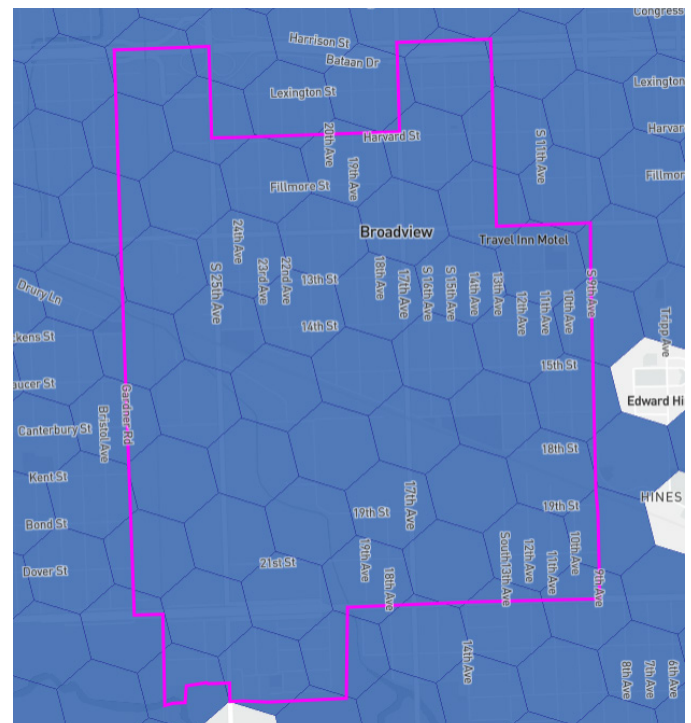 Congress
Harrison St
Bataan Dr
Lexington St
Lexington
20th Ave
Harvard St
Harvard
S 11th Ave
19th Ave
Fillmore St
Fillmore
24th Ave
Broadview
Travel Inn Motel
S 25th Ave
23rd Ave
22nd Ave
13th St
18th Ave
17th Ave
S 16th Ave
S 15th Ave
14th Ave
13th Ave
12th Ave
11th Ave
10th Ave
S 9th Ave
Drury Ln
Tripp Ave
14th St
ckens St
15th St
aucer St
Edward Hi
Gardner Rd
Bristol Ave
Canterbury St
18th St
Kent St
17th Ave
HINES
19th St
19th St
Bond St
21st St
19th Ave
18th Ave
South 13th Ave
12th Ave
11th Ave
10th Ave
9th Ave
Dover St
14th Ave
8th Ave
7th Ave
6th Ave